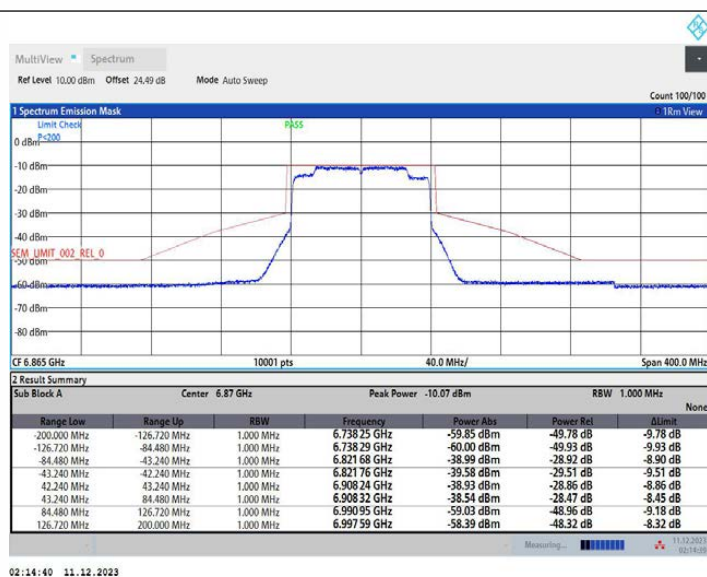 MultiView Spectrum
Ref Level 10.00 dBm Offset 24.49 dB Mode Auto Sweep
Count 100/100
1 Spectrum Emission Mask 1Rm View
Limit Check PASS
P<200
0 dBm
-10 dBm
-20 dBm
-30 dBm
-40 dBm
SEM_LIMIT_002_REL_0
-50 dBm
-60 dBm
-70 dBm
-80 dBm
CF 6.865 GHz 10001 pts 40.0 MHz/ Span 400.0 MHz
2 Result Summary
Sub Block A Center 6.87 GHz Peak Power -10.07 dBm RBW 1.000 MHz
None
Range Low Range Up RBW Frequency Power Abs Power Rel ΔLimit
-200.000 MHz -126.720 MHz 1.000 MHz 6.738 25 GHz -59.85 dBm -49.78 dB -9.78 dB
-126.720 MHz -84.480 MHz 1.000 MHz 6.738 29 GHz -60.00 dBm -49.93 dB -9.93 dB
-84.480 MHz -43.240 MHz 1.000 MHz 6.821 68 GHz -38.99 dBm -28.92 dB -8.90 dB
-43.240 MHz -42.240 MHz 1.000 MHz 6.821 76 GHz -39.58 dBm -29.51 dB -9.51 dB
42.240 MHz 43.240 MHz 1.000 MHz 6.908 24 GHz -38.93 dBm -28.86 dB -8.86 dB
43.240 MHz 84.480 MHz 1.000 MHz 6.908 32 GHz -38.54 dBm -28.47 dB -8.45 dB
84.480 MHz 126.720 MHz 1.000 MHz 6.990 95 GHz -59.03 dBm -48.96 dB -9.18 dB
126.720 MHz 200.000 MHz 1.000 MHz 6.997 59 GHz -58.39 dBm -48.32 dB -8.32 dB
Measuring... 11.12.2023
02:14:39
02:14:40 11.12.2023